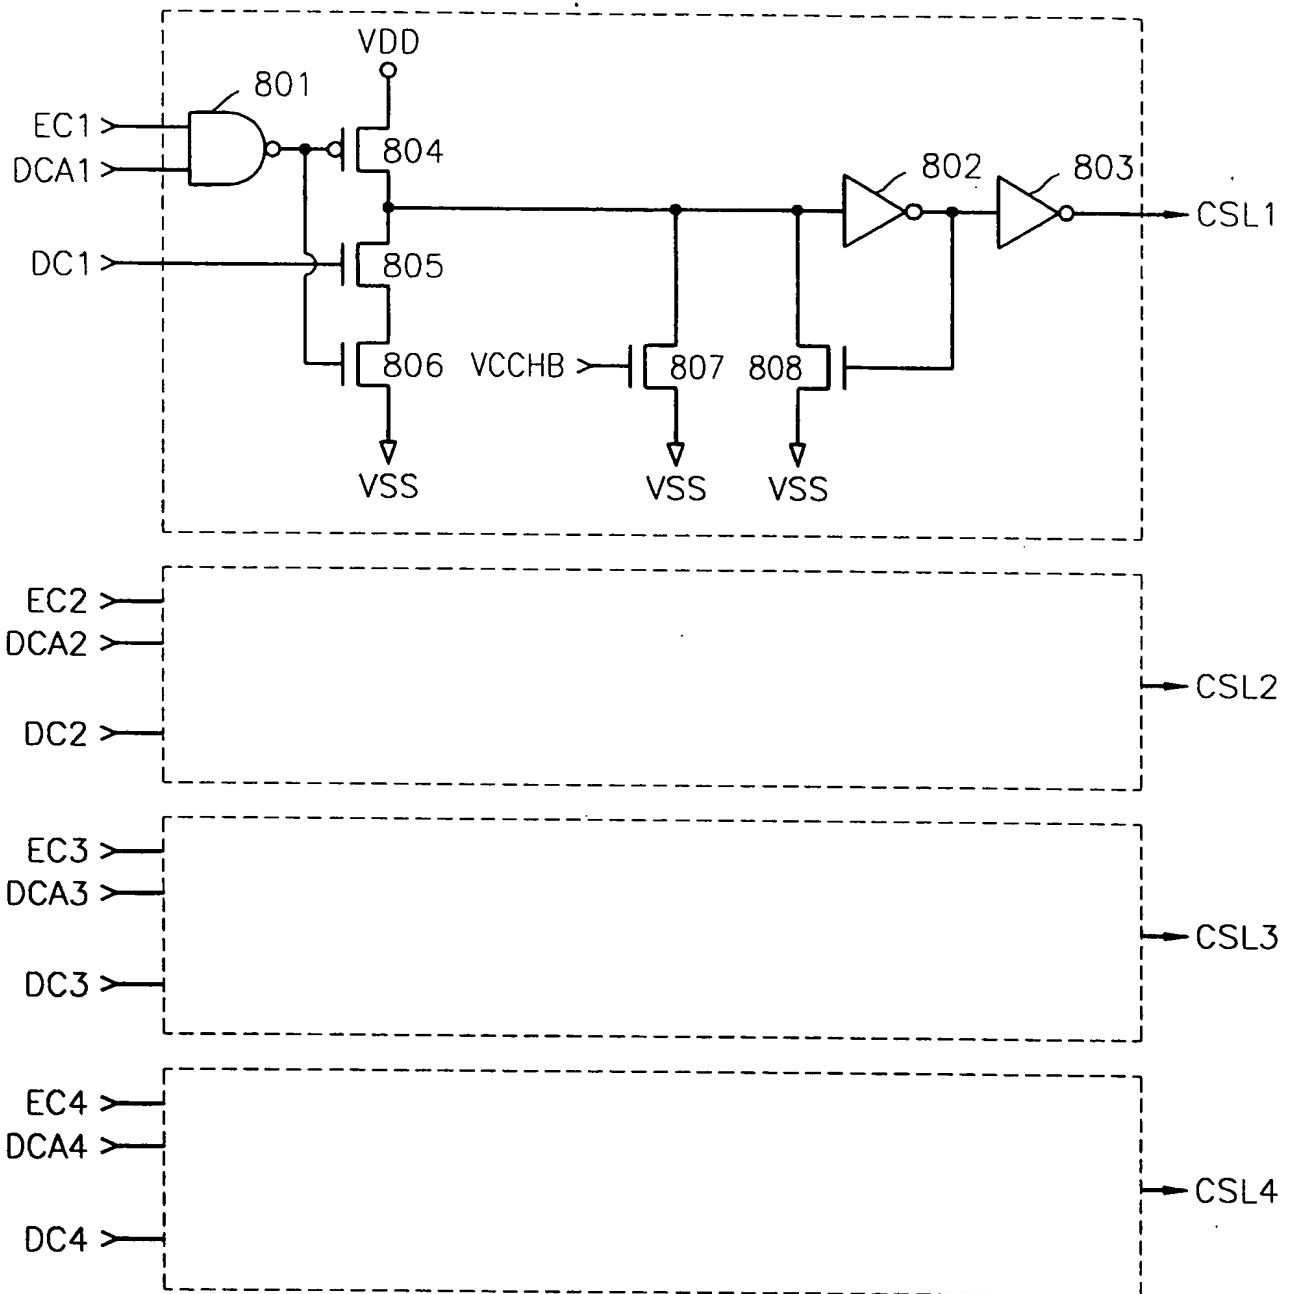 VDD
801
EC1
804
DCA1
802
803
CSL1
DC1
805
806
VCCHB
807
808
VSS
VSS
VSS
EC2
DCA2
CSL2
DC2
EC3
DCA3
CSL3
DC3
EC4
DCA4
CSL4
DC4